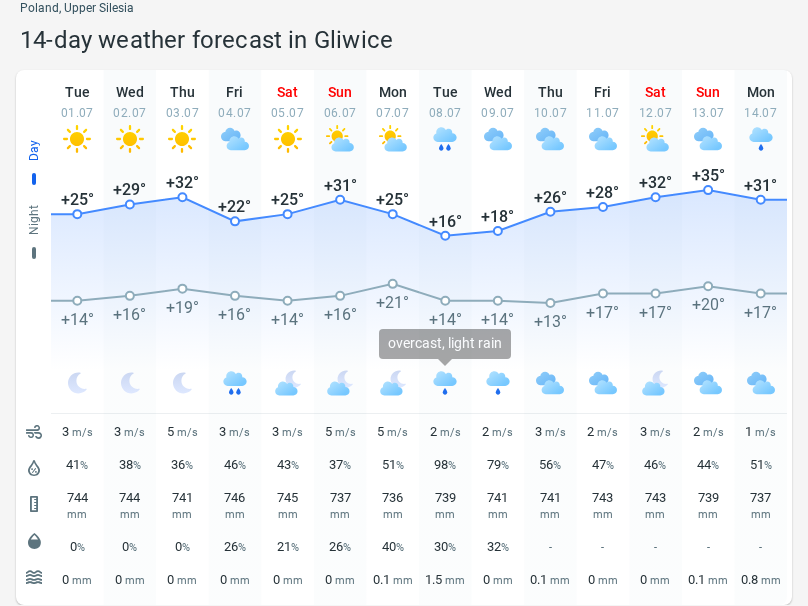 Poland, Upper Silesia
14-day weather forecast in Gliwice
Tue Wed Thu Fri Sat Sun Mon Tue Wed Thu Fri Sat Sun Mon
01.07 02.07 03.07 04.07 05.07 06.07 07.07 08.07 09.07 10.07 11.07 12.07 13.07 14.07
Day
Night
+25° +29° +32° +22° +25° +31° +25° +16° +18° +26° +28° +32° +35° +31°
+14° +16° +19° +16° +14° +16° +21° +14° +14° +13° +17° +17° +20° +17°
overcast, light rain
3 m/s 3 m/s 5 m/s 3 m/s 3 m/s 5 m/s 5 m/s 2 m/s 2 m/s 3 m/s 2 m/s 3 m/s 2 m/s 1 m/s
41% 38% 36% 46% 43% 37% 51% 98% 79% 56% 47% 46% 44% 51%
744 744 741 746 745 737 736 739 741 741 743 743 739 737
mm mm mm mm mm mm mm mm mm mm mm mm mm mm
0% 0% 0% 26% 21% 26% 40% 30% 32% - - - - -
0 mm 0 mm 0 mm 0 mm 0 mm 0 mm 0.1 mm 1.5 mm 0 mm 0.1 mm 0 mm 0 mm 0.1 mm 0.8 mm